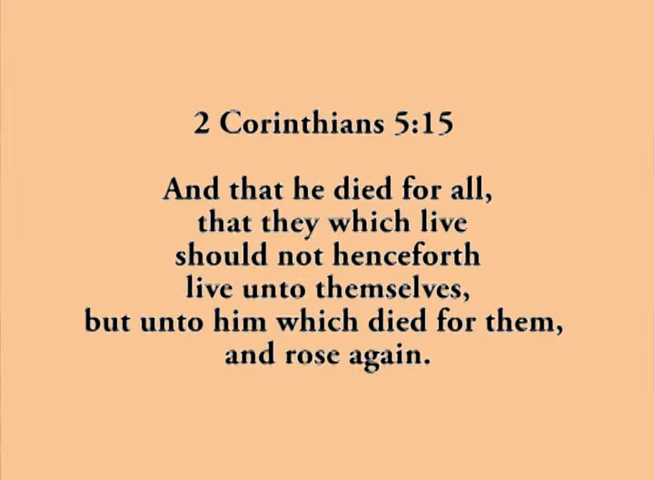 2 Corinthians 5:15
And that he died for all,
that they which live
should not henceforth
live unto themselves,
but unto him which died for them,
and rose again.